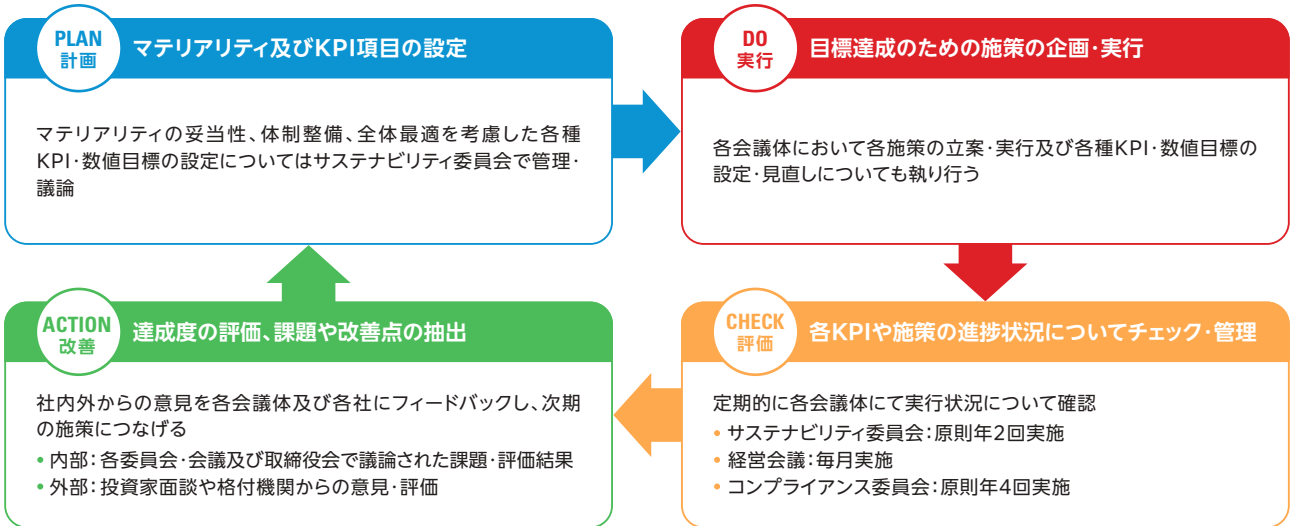 PLAN
計画
マテリアリティ及びKPI項目の設定
マテリアリティの妥当性、体制整備、全体最適を考慮した各種
KPI・数値目標の設定についてはサステナビリティ委員会で管理・
議論
DO
実行
目標達成のための施策の企画・実行
各会議体において各施策の立案・実行及び各種KPI・数値目標の
設定・見直しについても執り行う
ACTION
改善
達成度の評価、課題や改善点の抽出
社内外からの意見を各会議体及び各社にフィードバックし、次期
の施策につなげる
• 内部：各委員会・会議及び取締役会で議論された課題・評価結果
• 外部：投資家面談や格付機関からの意見・評価
CHECK
評価
各KPIや施策の進捗状況についてチェック・管理
定期的に各会議体にて実行状況について確認
• サステナビリティ委員会：原則年2回実施
• 経営会議：毎月実施
• コンプライアンス委員会：原則年4回実施